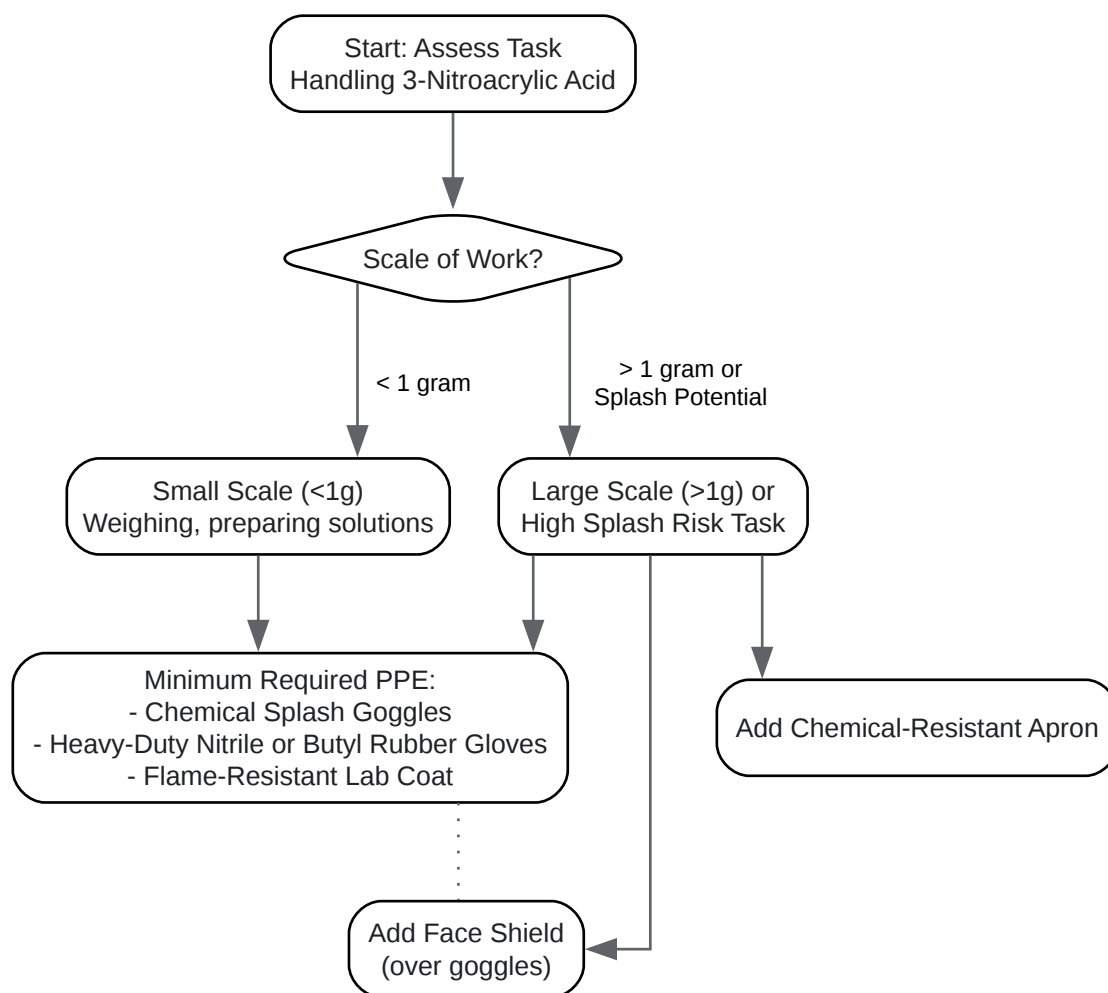 Start: Assess Task
Handling 3-Nitroacrylic Acid
Scale of Work?
< 1 gram
> 1 gram or
Splash Potential
Small Scale (<1g)
Weighing, preparing solutions
Large Scale (>1g) or
High Splash Risk Task
Minimum Required PPE:
- Chemical Splash Goggles
- Heavy-Duty Nitrile or Butyl Rubber Gloves
- Flame-Resistant Lab Coat
Add Chemical-Resistant Apron
Add Face Shield
(over goggles)